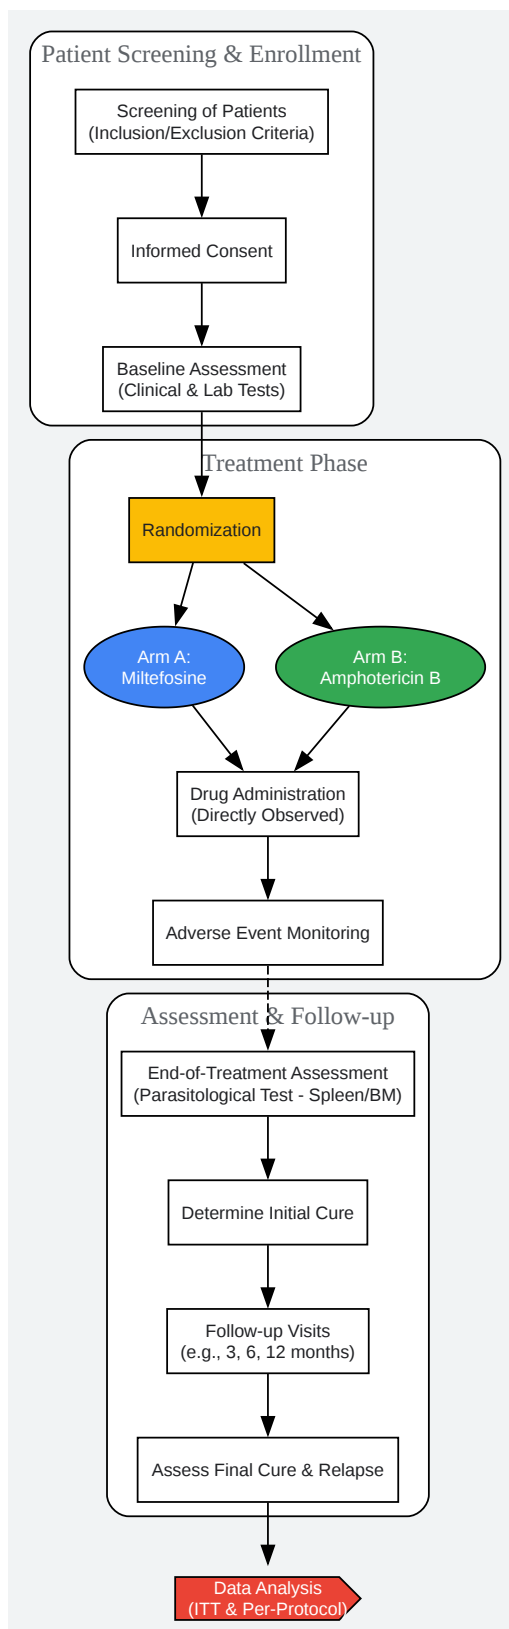 Patient Screening & Enrollment
Screening of Patients
(Inclusion/Exclusion Criteria)
Informed Consent
Baseline Assessment
(Clinical & Lab Tests)
Treatment Phase
Randomization
Arm A:
Miltefosine
Arm B:
Amphotericin B
Drug Administration
(Directly Observed)
Adverse Event Monitoring
Assessment & Follow-up
End-of-Treatment Assessment
(Parasitological Test - Spleen/BM)
Determine Initial Cure
Follow-up Visits
(e.g., 3, 6, 12 months)
Assess Final Cure & Relapse
Data Analysis
(ITT & Per-Protocol)